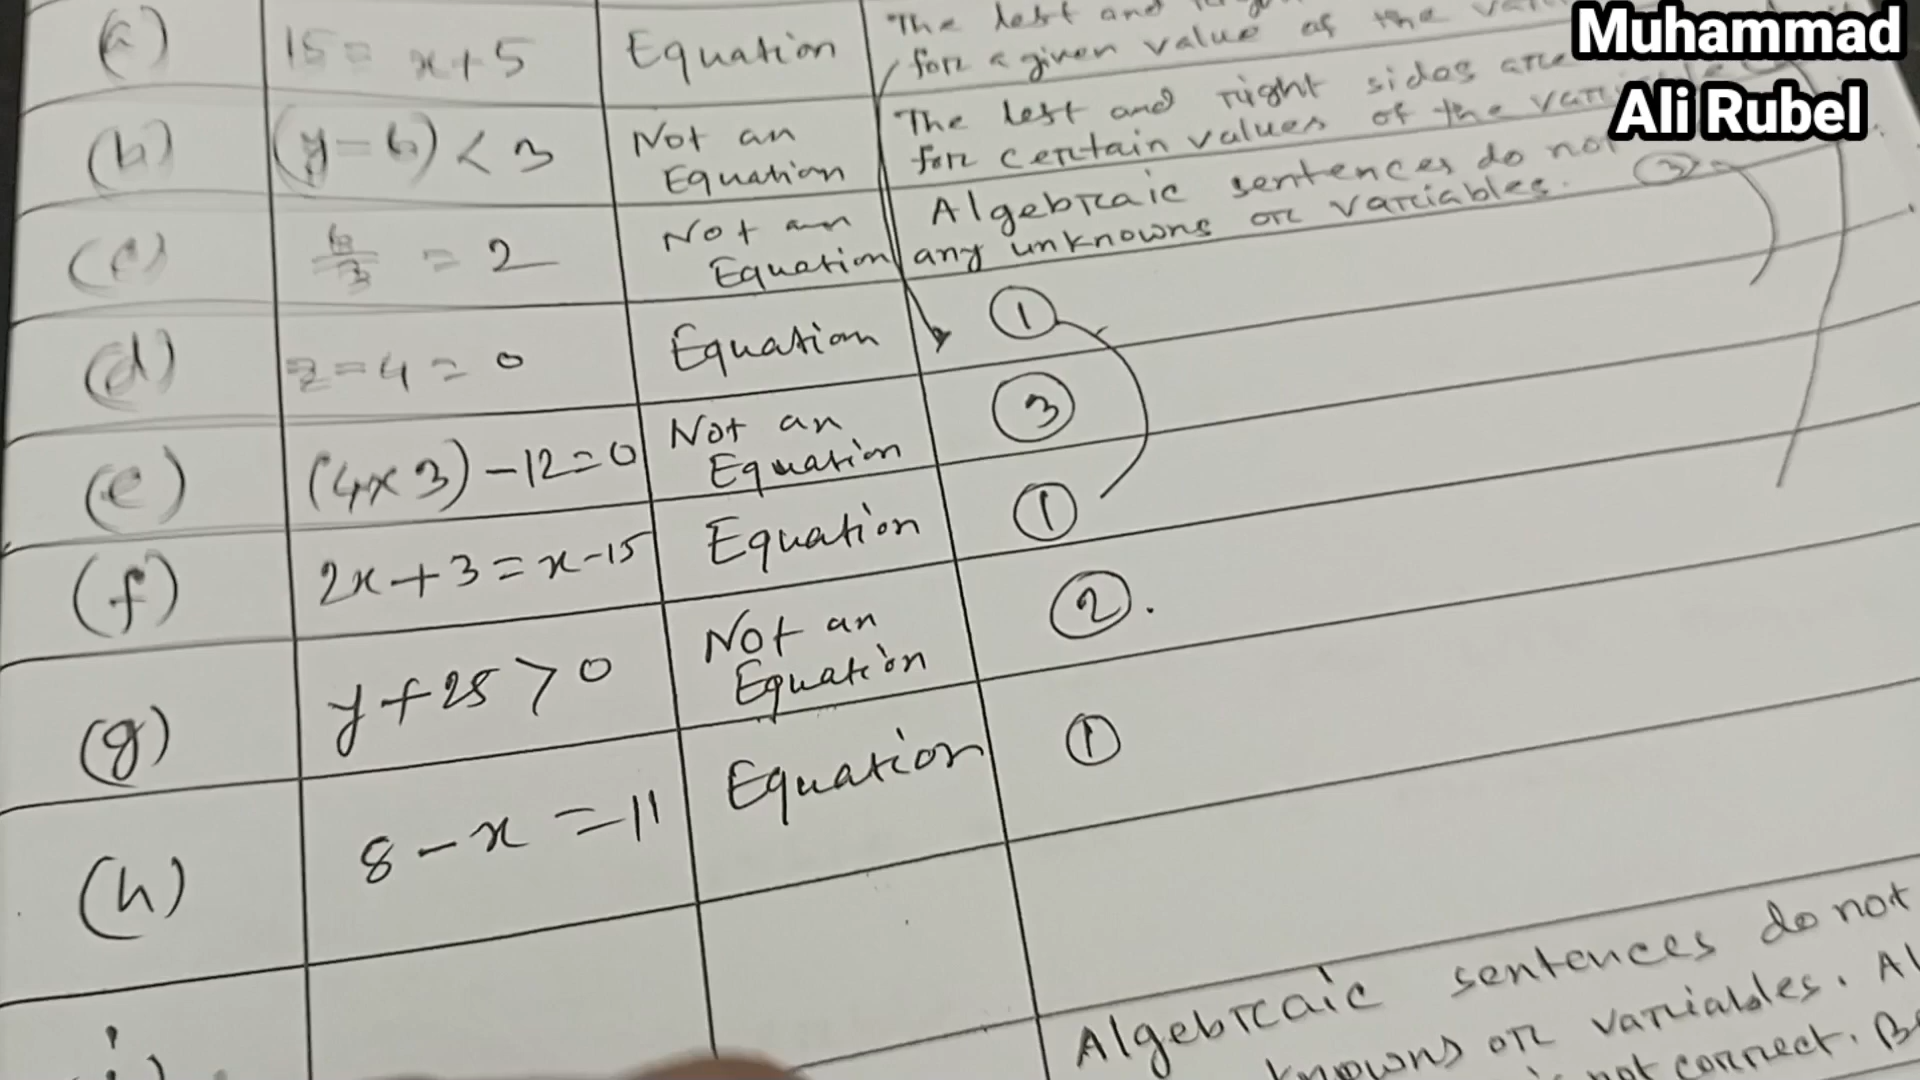 Muhammad
Ali Rubel
(a) 15 = x+5 Equation The left and
for a given value of the
(b) (y-6) < 3 Not an Equation The left and right sides are
for certain values of the
(c) 6/3 = 2 Not an Equation Algebraic sentences do not
any unknowns or variables. (3)
(d) z-4=0 Equation (1)
(e) (4×3)-12=0 Not an Equation (3)
(f) 2x+3=x-15 Equation (1)
(g) y+25>0 Not an Equation (2).
(h) 8-x=11 Equation (1)
Algebraic sentences do not
knowns or variables.
not correct.